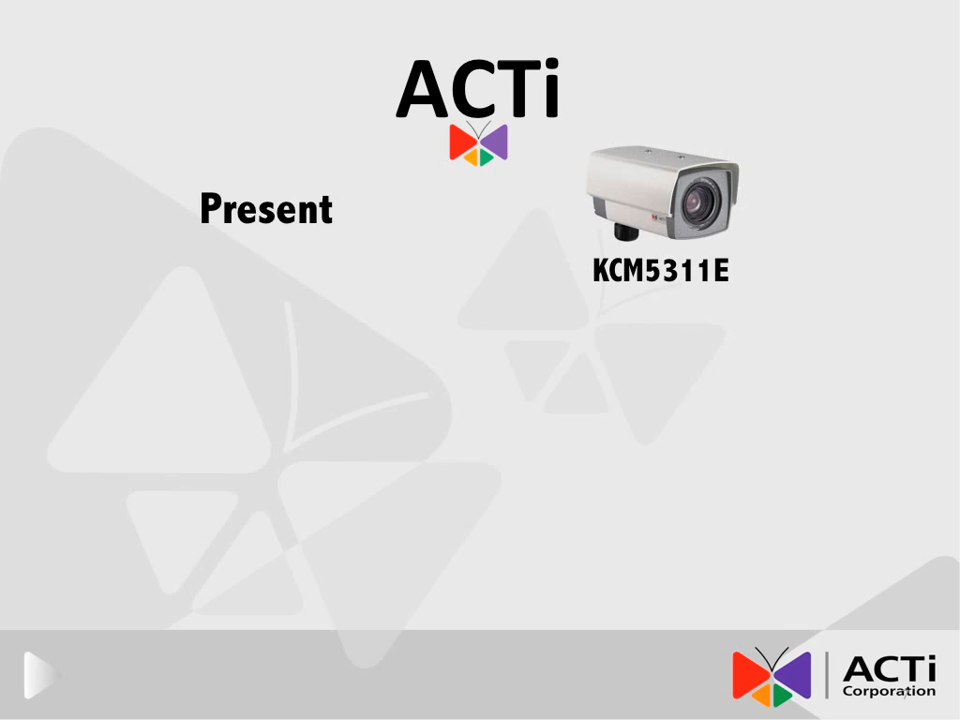 ACTi
Present
KCM5311E
ACTi
Corporation